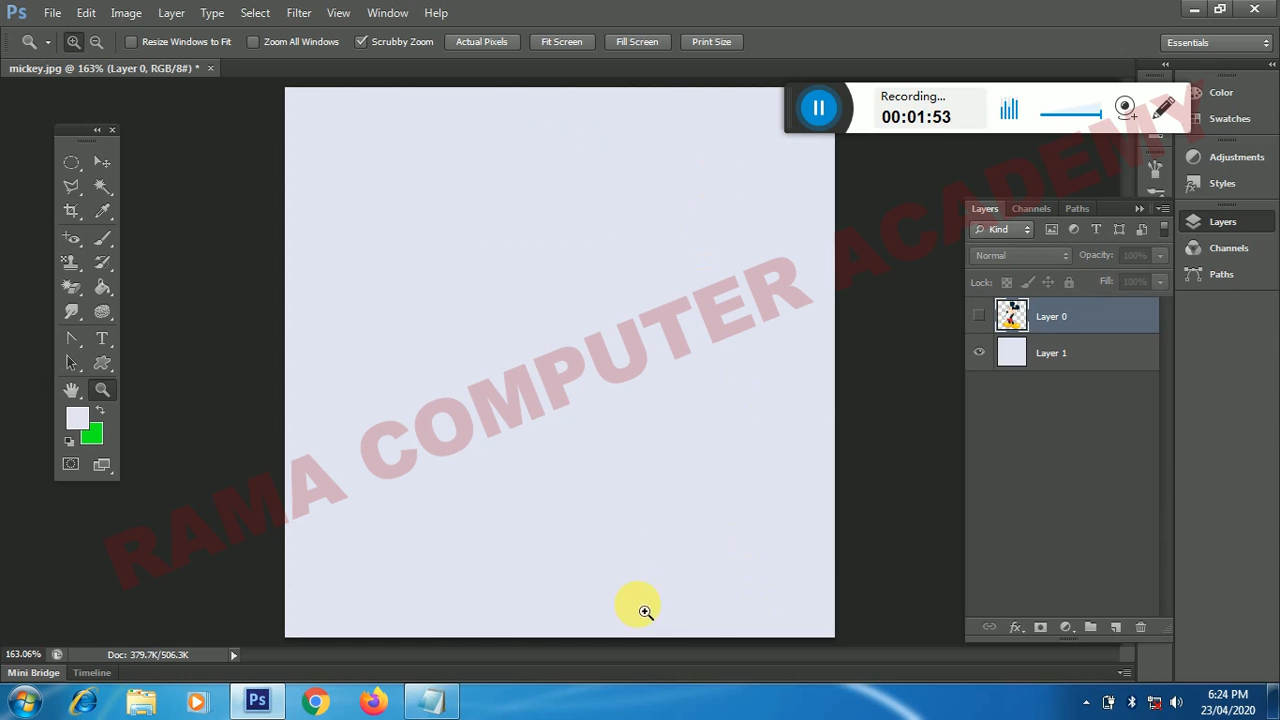 Ps File Edit Image Layer Type Select Filter View Window Help
Resize Windows to Fit Zoom All Windows Scrubby Zoom Actual Pixels Fit Screen Fill Screen Print Size Essentials
mickey.jpg @ 163% (Layer 0, RGB/8#) * ×
Recording...
00:01:53
Color
Swatches
Adjustments
Styles
Layers
Channels
Paths
Layers Channels Paths
Kind
Normal Opacity: 100%
Lock: Fill: 100%
Layer 0
Layer 1
RAMA COMPUTER ACADEMY
163.06% Doc: 379.7K/506.3K
Mini Bridge Timeline
Ps
6:24 PM
23/04/2020